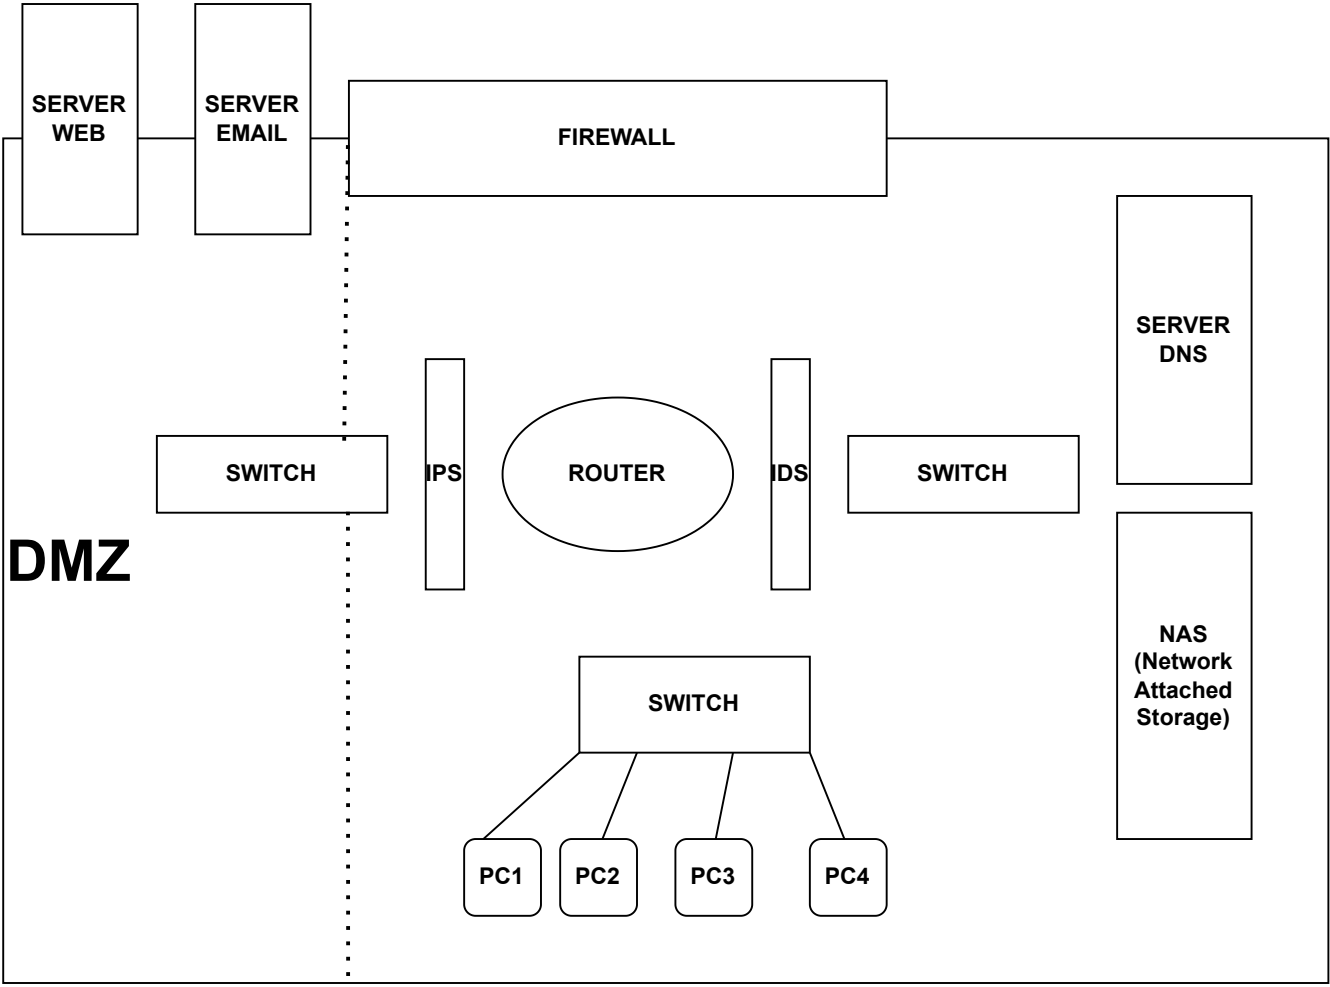 SERVER
WEB
SERVER
EMAIL
FIREWALL
SERVER
DNS
SWITCH
IPS
ROUTER
IDS
SWITCH
DMZ
NAS
(Network
Attached
Storage)
SWITCH
PC1
PC2
PC3
PC4